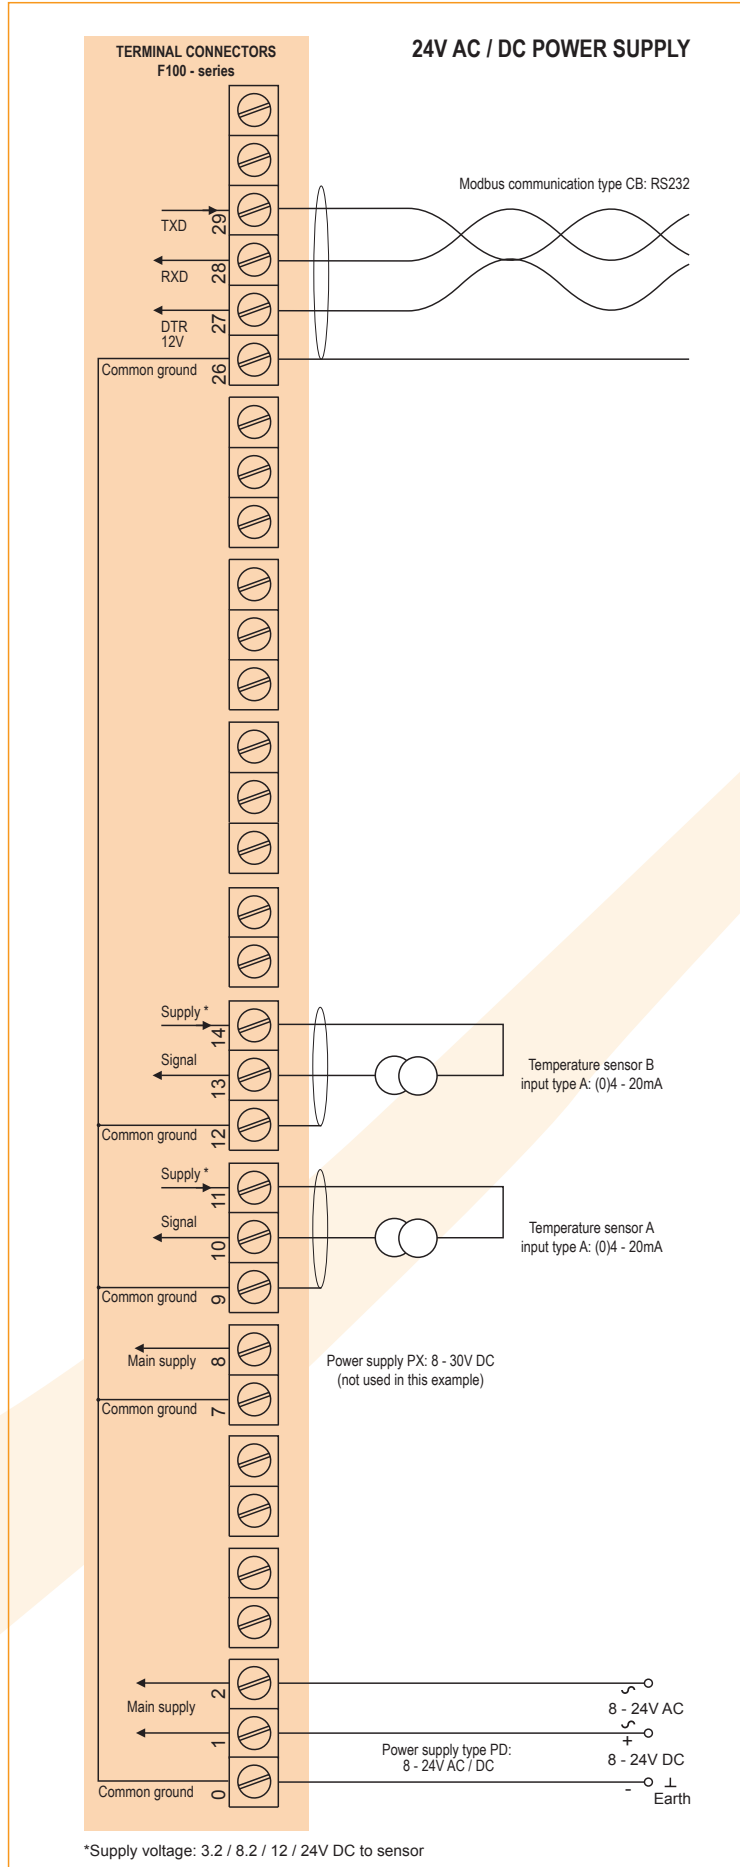 TERMINAL CONNECTORS
F100 - series
24V AC / DC POWER SUPPLY
Modbus communication type CB: RS232
TXD
29
RXD
28
DTR
12V
27
Common ground
26
Supply *
14
Signal
13
Temperature sensor B
input type A: (0)4 - 20mA
Common ground
12
Supply *
11
Signal
10
Temperature sensor A
input type A: (0)4 - 20mA
Common ground
9
Main supply
8
Power supply PX: 8 - 30V DC
(not used in this example)
Common ground
7
2
Main supply
8 - 24V AC
1
+
Power supply type PD:
8 - 24V AC / DC
8 - 24V DC
Common ground
0
-
Earth
*Supply voltage: 3.2 / 8.2 / 12 / 24V DC to sensor